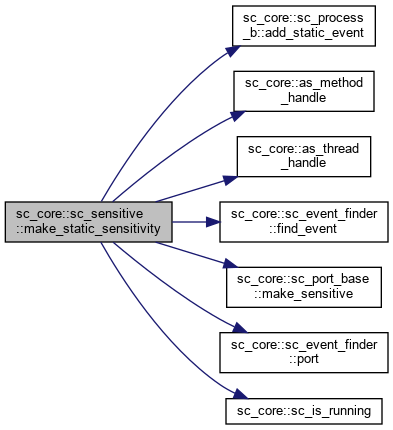 sc_core::sc_process
_b::add_static_event
sc_core::as_method
_handle
sc_core::as_thread
_handle
sc_core::sc_sensitive
::make_static_sensitivity
sc_core::sc_event_finder
::find_event
sc_core::sc_port_base
::make_sensitive
sc_core::sc_event_finder
::port
sc_core::sc_is_running